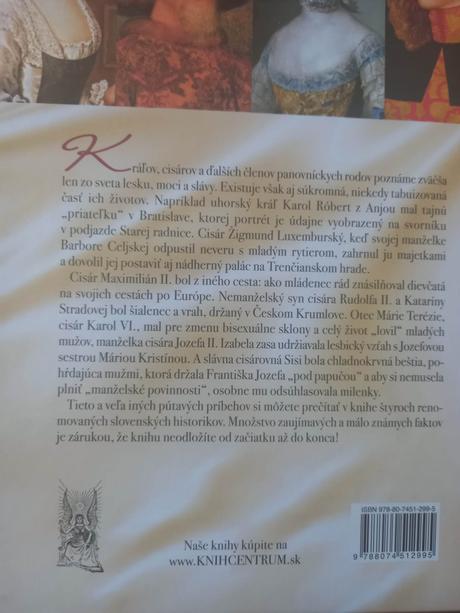 Kráľov, cisárov a ďalších členov panovníckych rodov poznáme zväčša
len zo sveta lesku, moci a slávy. Existuje však aj súkromná, niekedy tabuizovaná
časť ich životov. Napríklad uhorský kráľ Karol Róbert z Anjou mal tajnú
„priateľku“ v Bratislave, ktorej portrét je údajne vyobrazený na svorníku
v podjazde Starej radnice. Cisár Žigmund Luxemburský, keď svojej manželke
Barbore Celjskej odpustil neveru s mladým rytierom, zahrnul ju majetkami
a dovolil jej postaviť aj nádherný palác na Trenčianskom hrade.
Cisár Maximilián II. bol z iného cesta: ako mládenec rád znásilňoval dievčatá
na svojich cestách po Európe. Nemanželský syn cisára Rudolfa II. a Kataríny
Stradovej bol šialenec a vrah, držaný v Českom Krumlove. Otec Márie Terézie,
cisár Karol VI., mal pre zmenu bisexuálne sklony a celý život „lovil“ mladých
mužov, manželka cisára Jozefa II. Izabela zasa udržiavala lesbický vzťah s Jozefovou
sestrou Máriou Kristínou. A slávna cisárovná Sisi bola chladnokrvná beštia, po-
hŕdajúca mužmi, ktorá držala Františka Jozefa „pod papučou“ a aby si nemusela
plniť „manželské povinnosti“, osobne mu odsúhlasovala milenky.
Tieto a veľa iných pútavých príbehov si môžete prečítať v knihe štyroch reno-
movaných slovenských historikov. Množstvo zaujímavých a málo známych faktov
je zárukou, že knihu neodložíte od začiatku až do konca!
ISBN 978-80-7451-299-5
9 788074 512995
Naše knihy kúpite na
www.KNIHCENTRUM.sk